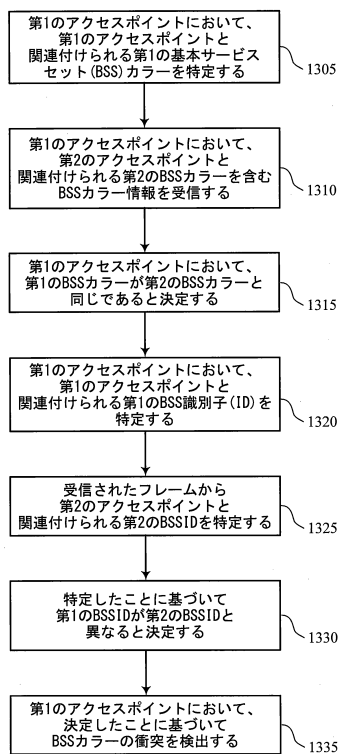 第1のアクセスポイントにおいて、
第1のアクセスポイントと
関連付けられる第1の基本サービス
セット(BSS)カラーを特定する
1305
第1のアクセスポイントにおいて、
第2のアクセスポイントと
関連付けられる第2のBSSカラーを含む
BSSカラー情報を受信する
1310
第1のアクセスポイントにおいて、
第1のBSSカラーが第2のBSSカラーと
同じであると決定する
1315
第1のアクセスポイントにおいて、
第1のアクセスポイントと
関連付けられる第1のBSS識別子(ID)を
特定する
1320
受信されたフレームから
第2のアクセスポイントと
関連付けられる第2のBSSIDを特定する
1325
特定したことに基づいて
第1のBSSIDが第2のBSSIDと
異なると決定する
1330
第1のアクセスポイントにおいて、
決定したことに基づいて
BSSカラーの衝突を検出する
1335